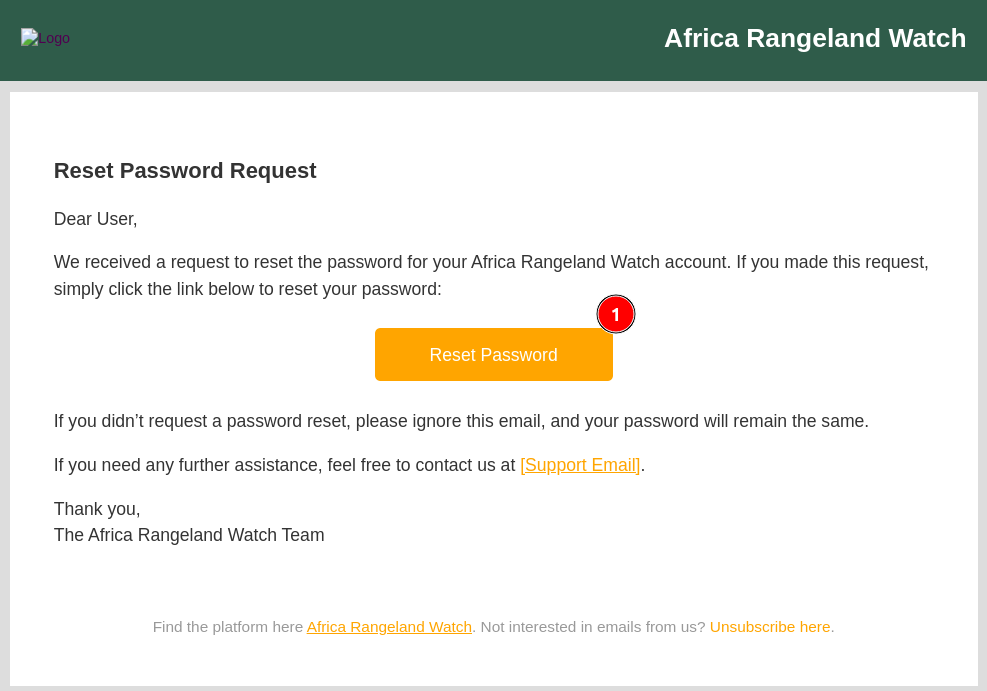 Logo
Africa Rangeland Watch
Reset Password Request
Dear User,
We received a request to reset the password for your Africa Rangeland Watch account. If you made this request,
simply click the link below to reset your password:
1
Reset Password
If you didn’t request a password reset, please ignore this email, and your password will remain the same.
If you need any further assistance, feel free to contact us at [Support Email].
Thank you,
The Africa Rangeland Watch Team
Find the platform here Africa Rangeland Watch. Not interested in emails from us? Unsubscribe here.